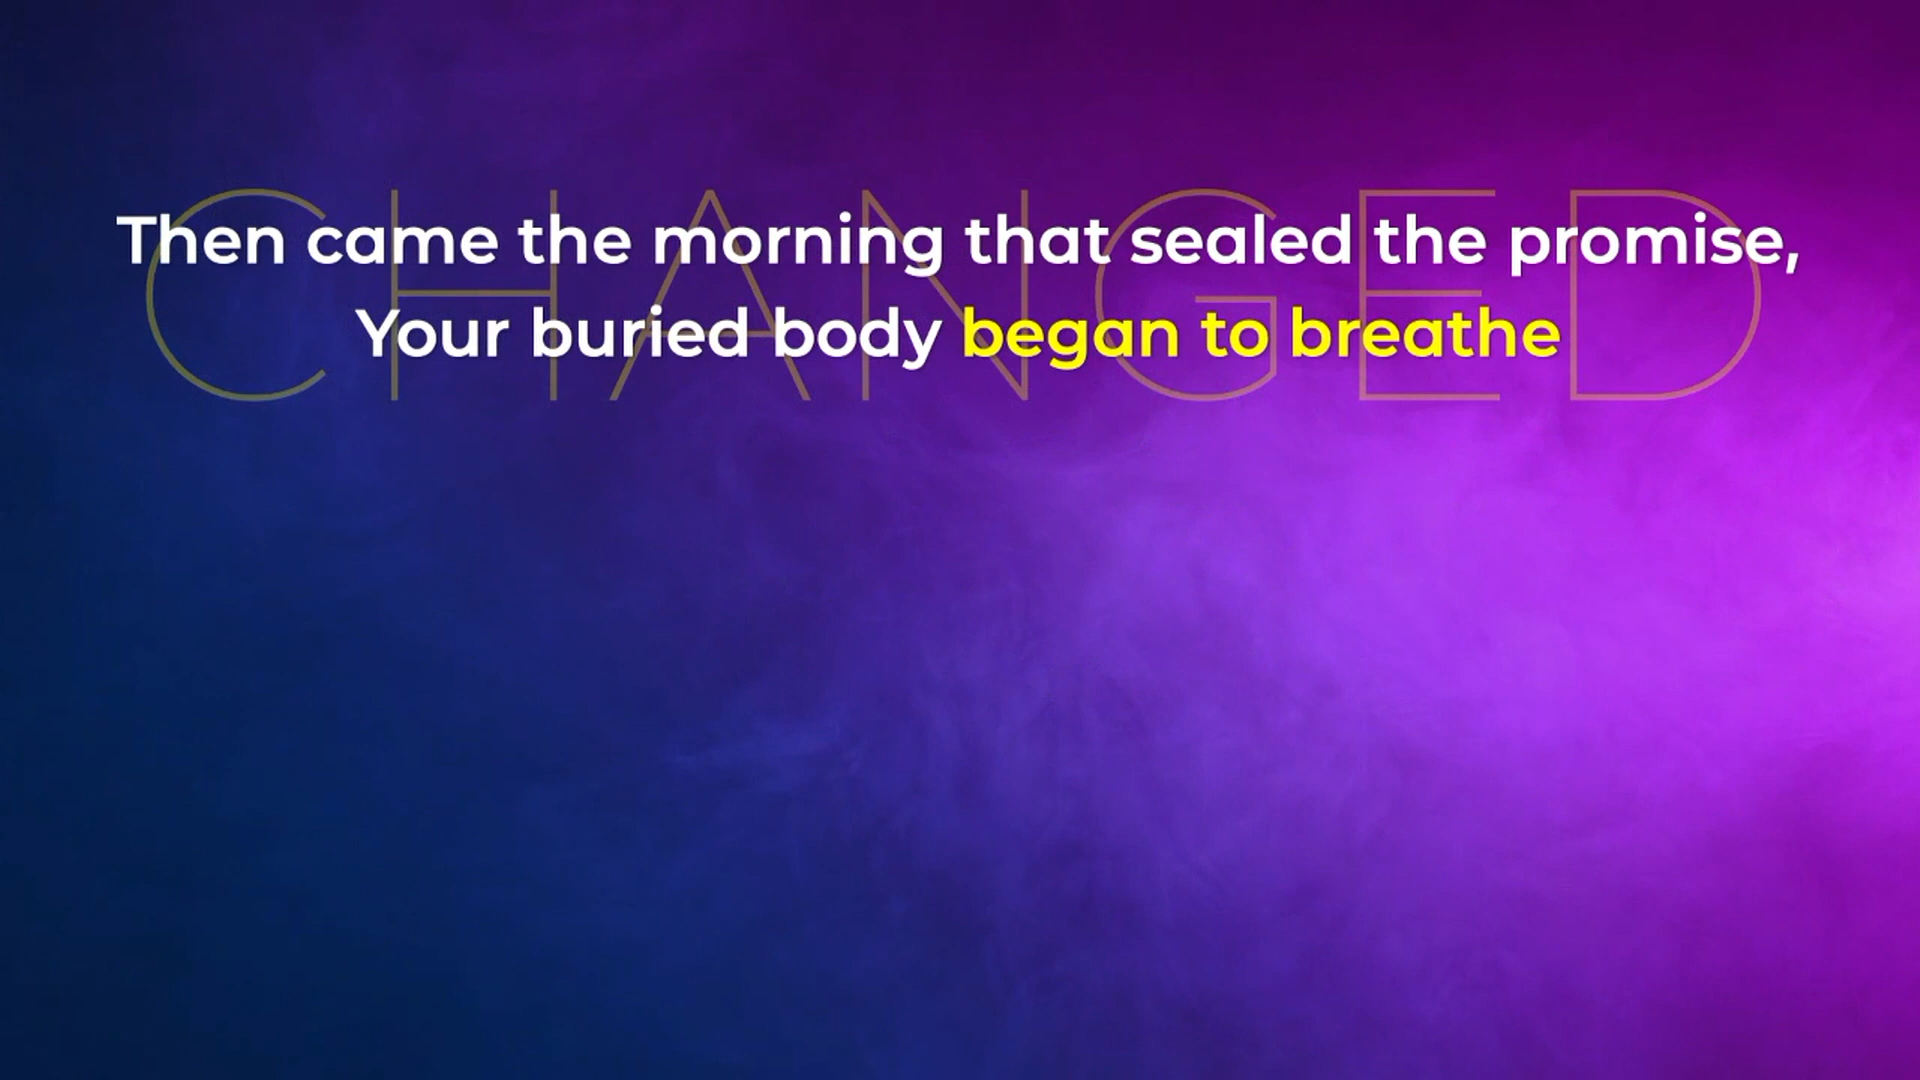 CHANGED
Then came the morning that sealed the promise,
Your buried body began to breathe